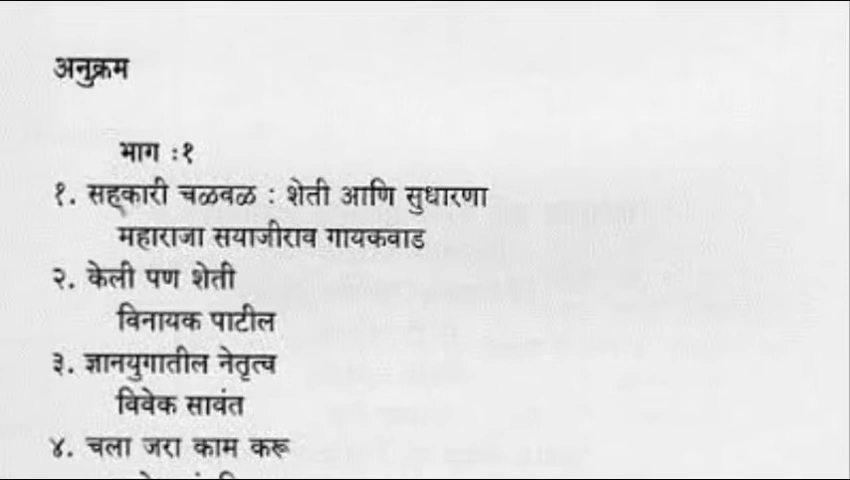 अनुक्रम
भाग :१
१. सहकारी चळवळ : शेती आणि सुधारणा
महाराजा सयाजीराव गायकवाड
२. केली पण शेती
विनायक पाटील
३. ज्ञानयुगातील नेतृत्व
विवेक सावंत
४. चला जरा काम करू